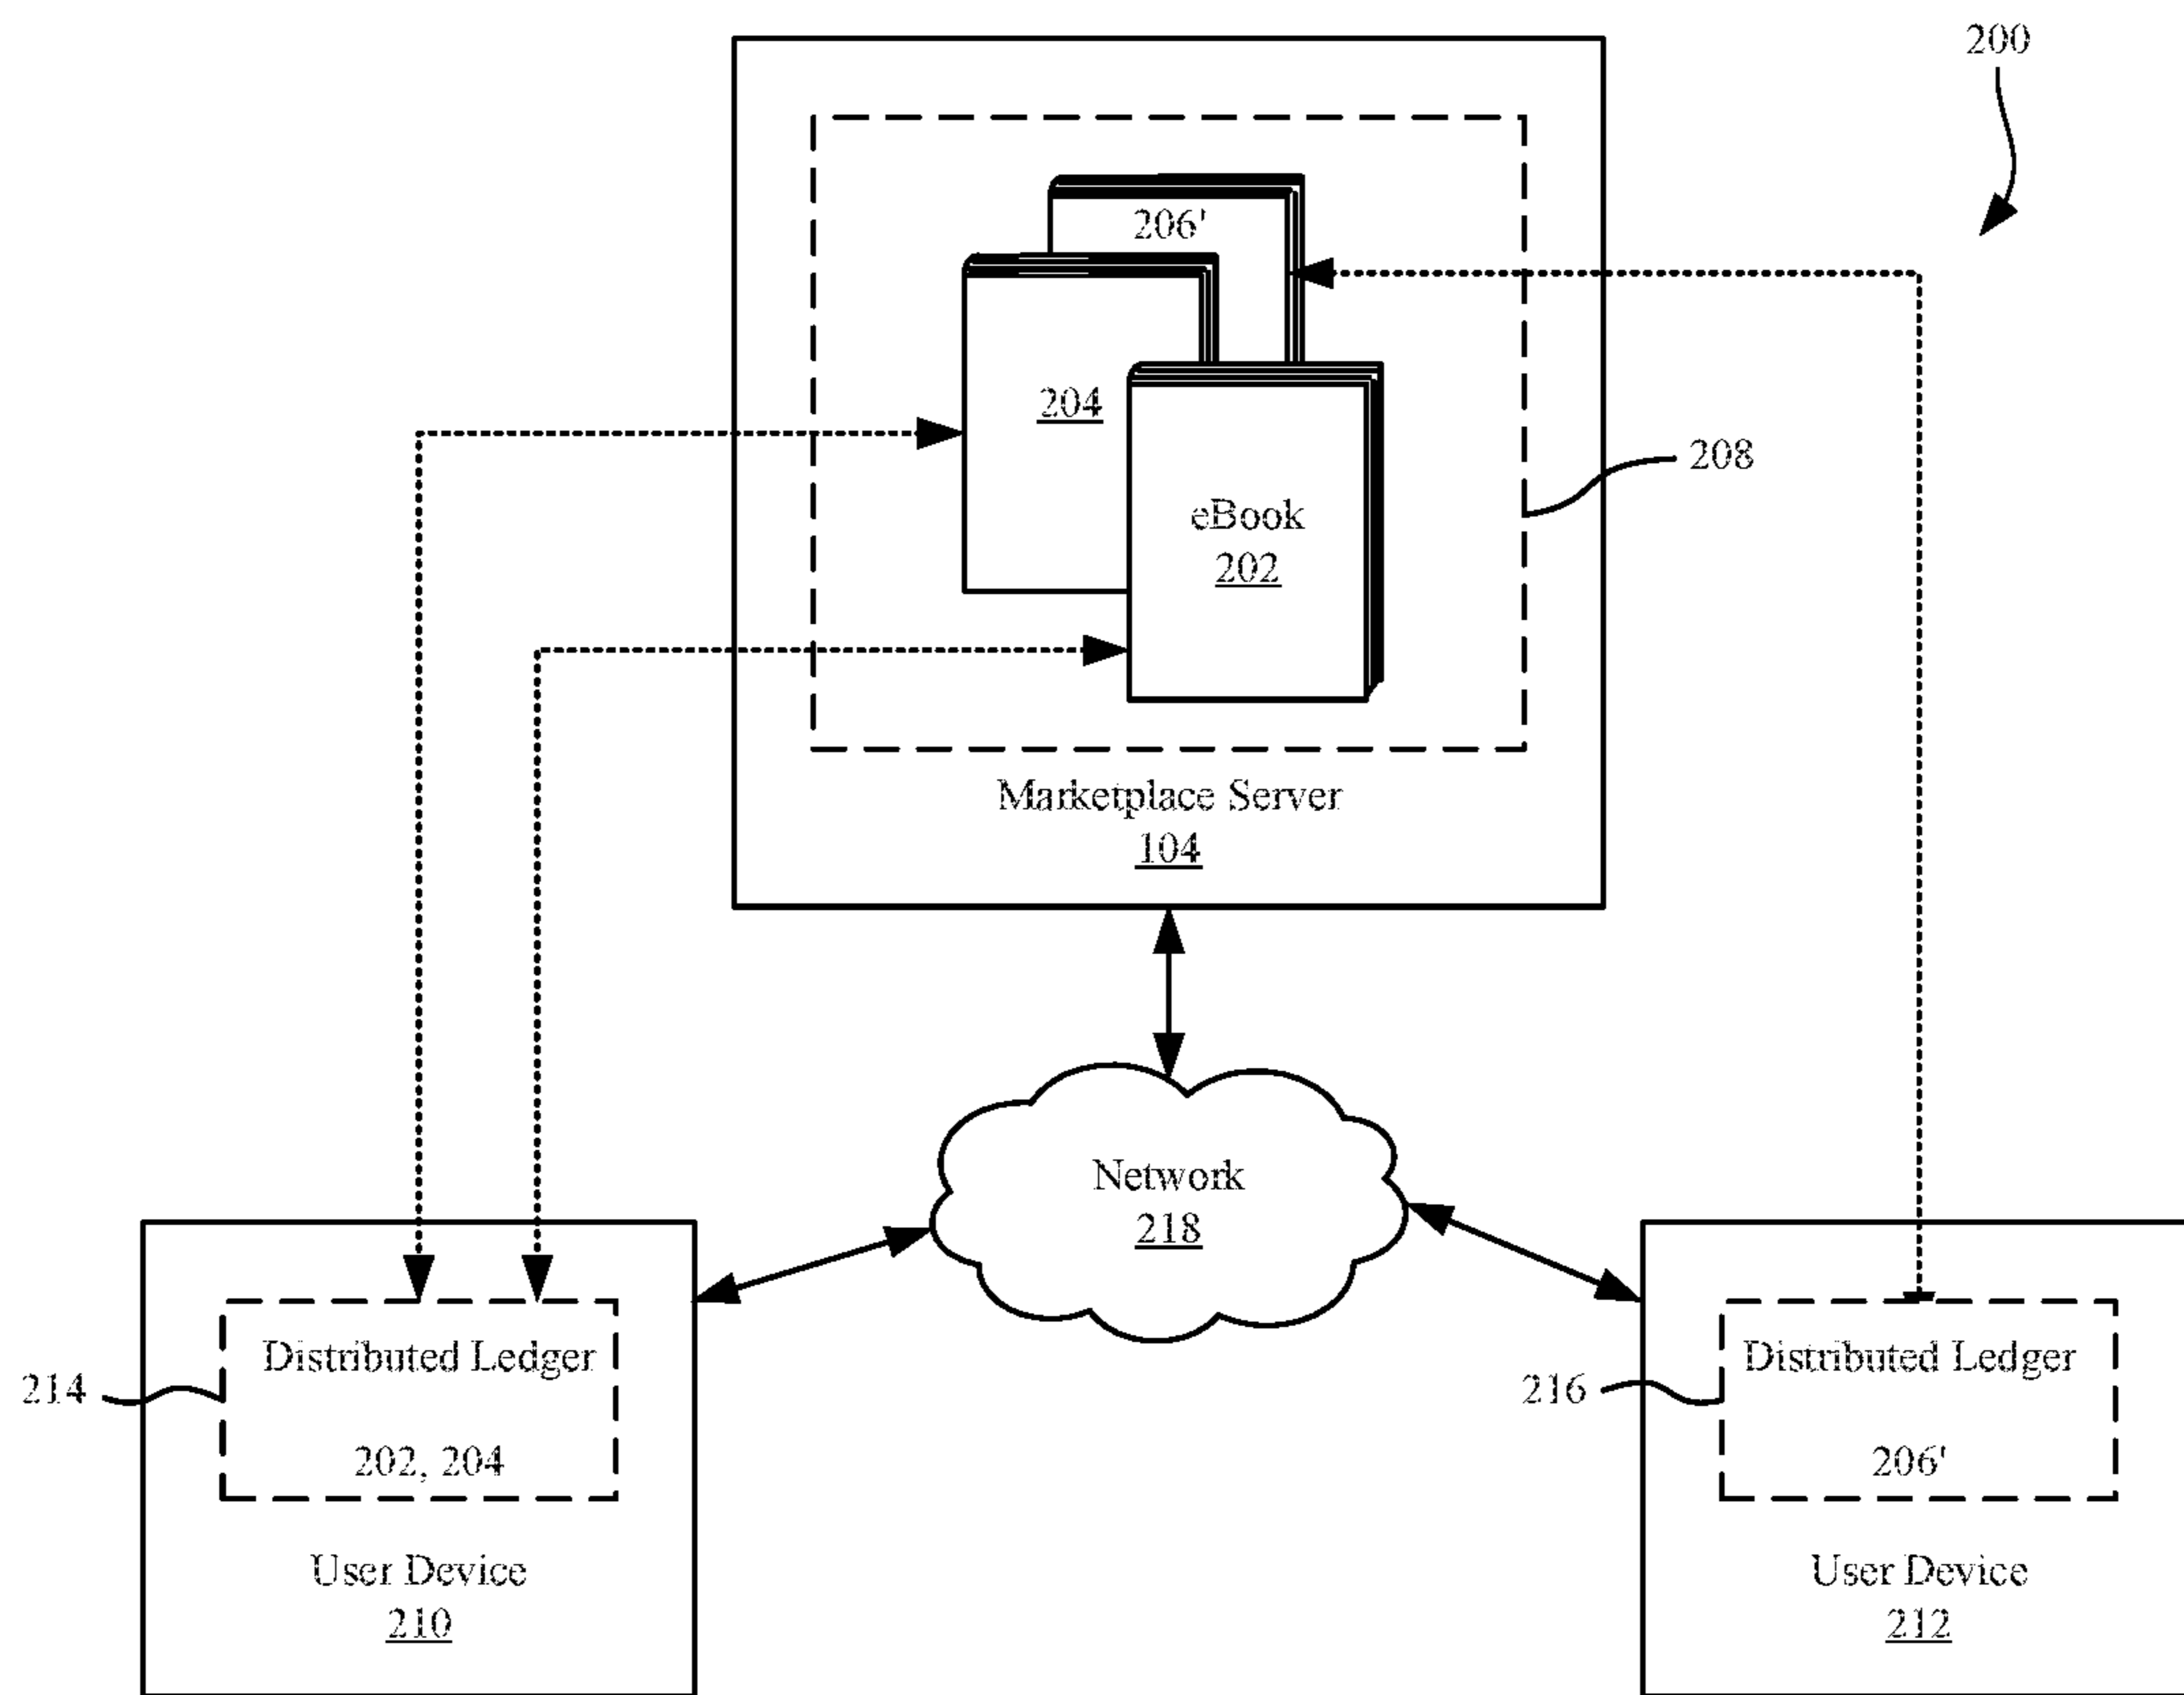 200
206'
204
208
eBook
202
Marketplace Server
104
Network
218
Distributed Ledger
214
202, 204
User Device
210
Distributed Ledger
216
206'
User Device
212